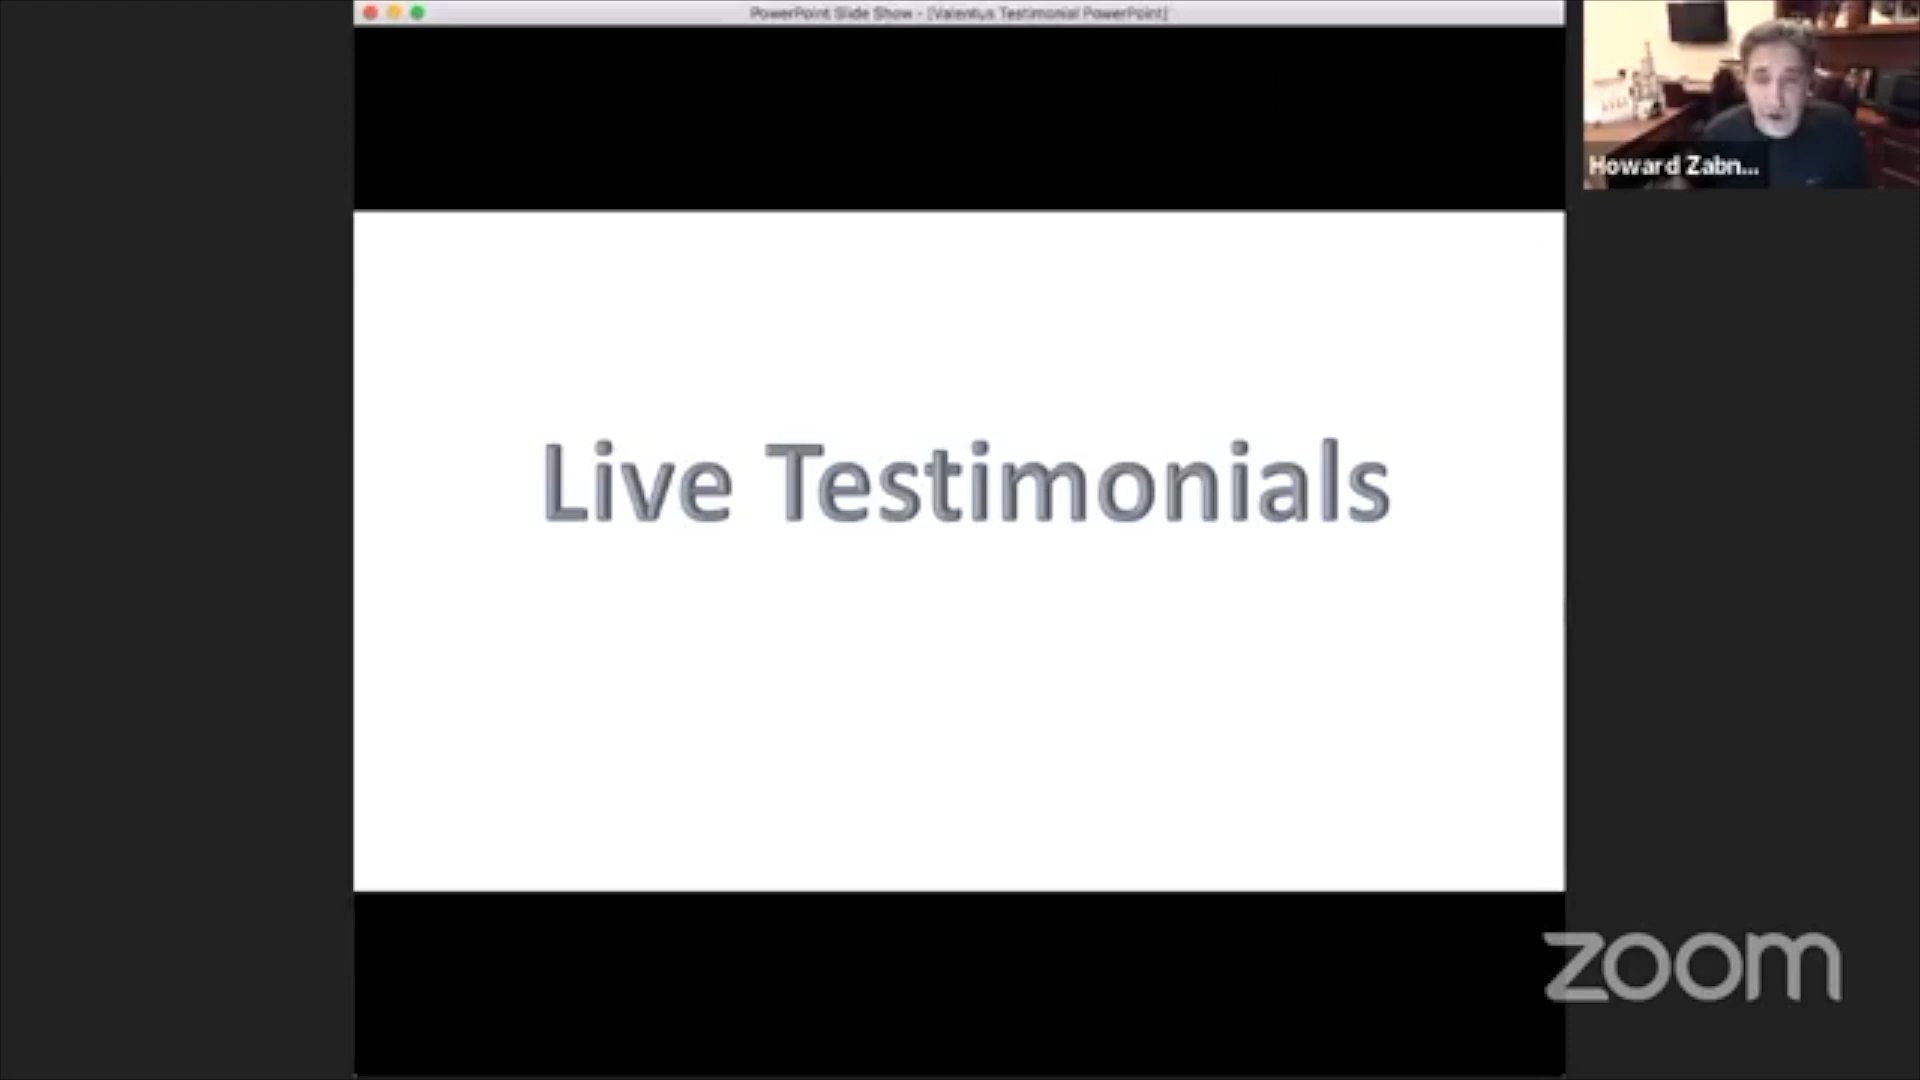 PowerPoint Slide Show - [Valentus Testimonial PowerPoint]
Howard Zabn...
Live Testimonials
zoom